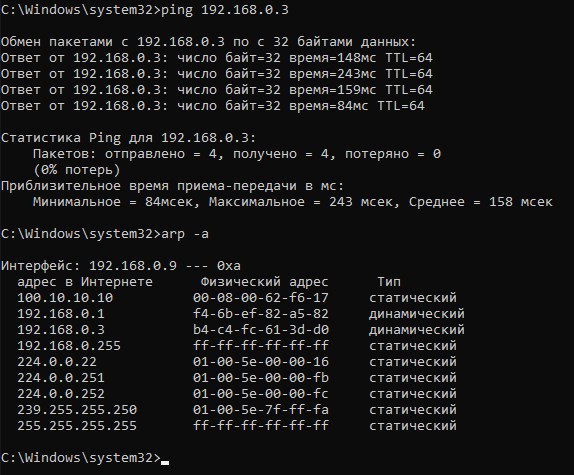 C:\Windows\system32>ping 192.168.0.3
Обмен пакетами с 192.168.0.3 по с 32 байтами данных:
Ответ от 192.168.0.3: число байт=32 время=148мс TTL=64
Ответ от 192.168.0.3: число байт=32 время=243мс TTL=64
Ответ от 192.168.0.3: число байт=32 время=159мс TTL=64
Ответ от 192.168.0.3: число байт=32 время=84мс TTL=64
Статистика Ping для 192.168.0.3:
Пакетов: отправлено = 4, получено = 4, потеряно = 0
(0% потерь)
Приблизительное время приема-передачи в мс:
Минимальное = 84мсек, Максимальное = 243 мсек, Среднее = 158 мсек
C:\Windows\system32>arp -a
Интерфейс: 192.168.0.9 --- 0xa
адрес в Интернете Физический адрес Тип
100.10.10.10 00-08-00-62-f6-17 статический
192.168.0.1 f4-6b-ef-82-a5-82 динамический
192.168.0.3 b4-c4-fc-61-3d-d0 динамический
192.168.0.255 ff-ff-ff-ff-ff-ff статический
224.0.0.22 01-00-5e-00-00-16 статический
224.0.0.251 01-00-5e-00-00-fb статический
224.0.0.252 01-00-5e-00-00-fc статический
239.255.255.250 01-00-5e-7f-ff-fa статический
255.255.255.255 ff-ff-ff-ff-ff-ff статический
C:\Windows\system32>